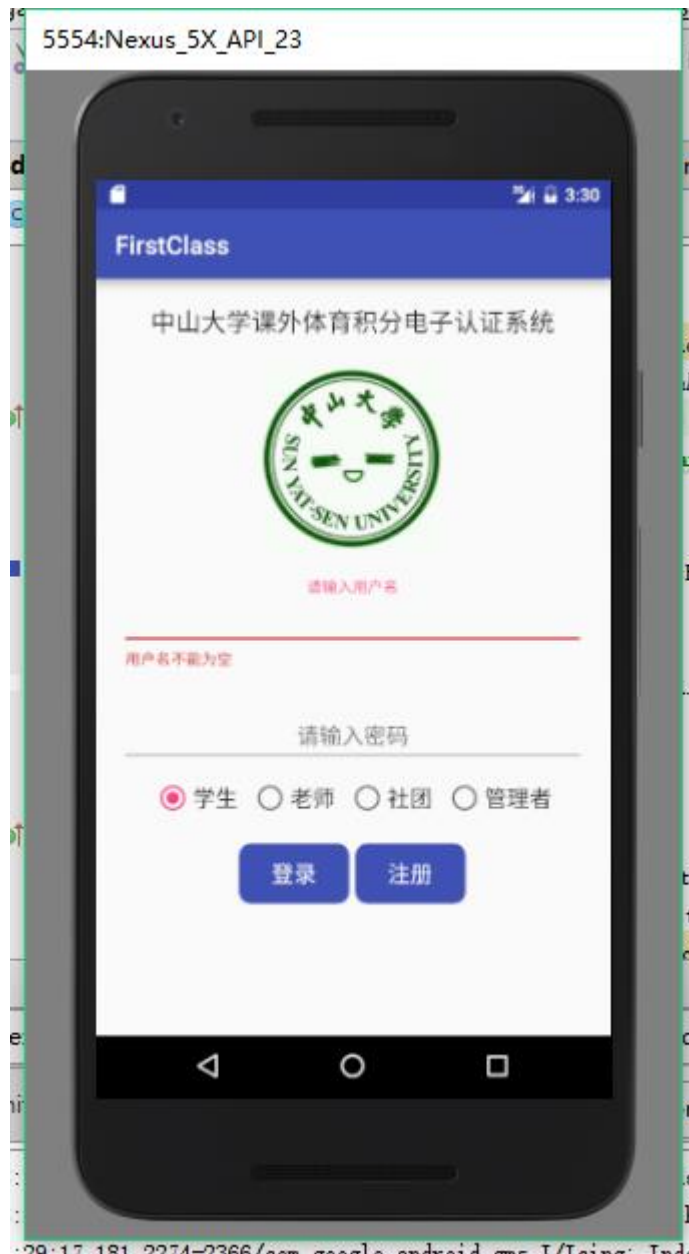 5554:Nexus_5X_API_23
3:30
FirstClass
中山大学课外体育积分电子认证系统
中山大学
SUN YAT-SEN UNIVERSITY
请输入用户名
用户名不能为空
请输入密码
学生 老师 社团 管理者
登录 注册